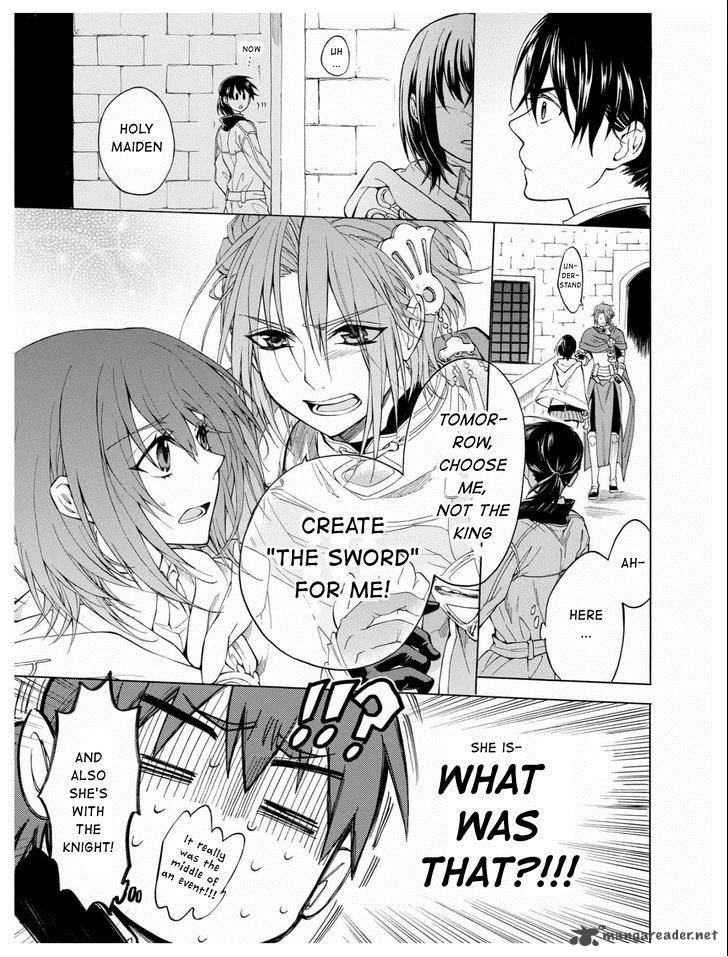 UH
...
NOW
...
!!!
HOLY
MAIDEN
UN-
DER-
STAND
AH-
HERE
...
TOMOR-
ROW,
CHOOSE
ME,
NOT THE
KING
CREATE
"THE SWORD"
FOR ME!
SHE IS-
WHAT
WAS
THAT?!!!
!!?
It really
was the
middle of
an event!!!
AND
ALSO
SHE'S
WITH
THE
KNIGHT!
mangareader.net